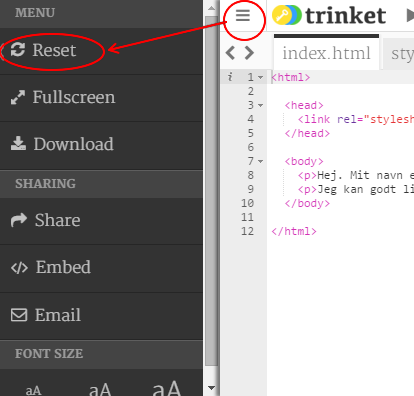 MENU
Reset
Fullscreen
Download
SHARING
Share
Embed
Email
FONT SIZE
aA aA aA
trinket
index.html sty
i 1 <html>
2
3 <head>
4 <link rel="stylesh
5 </head>
6
7 <body>
8 <p>Hej. Mit navn e
9 <p>Jeg kan godt li
10 </body>
11
12 </html>